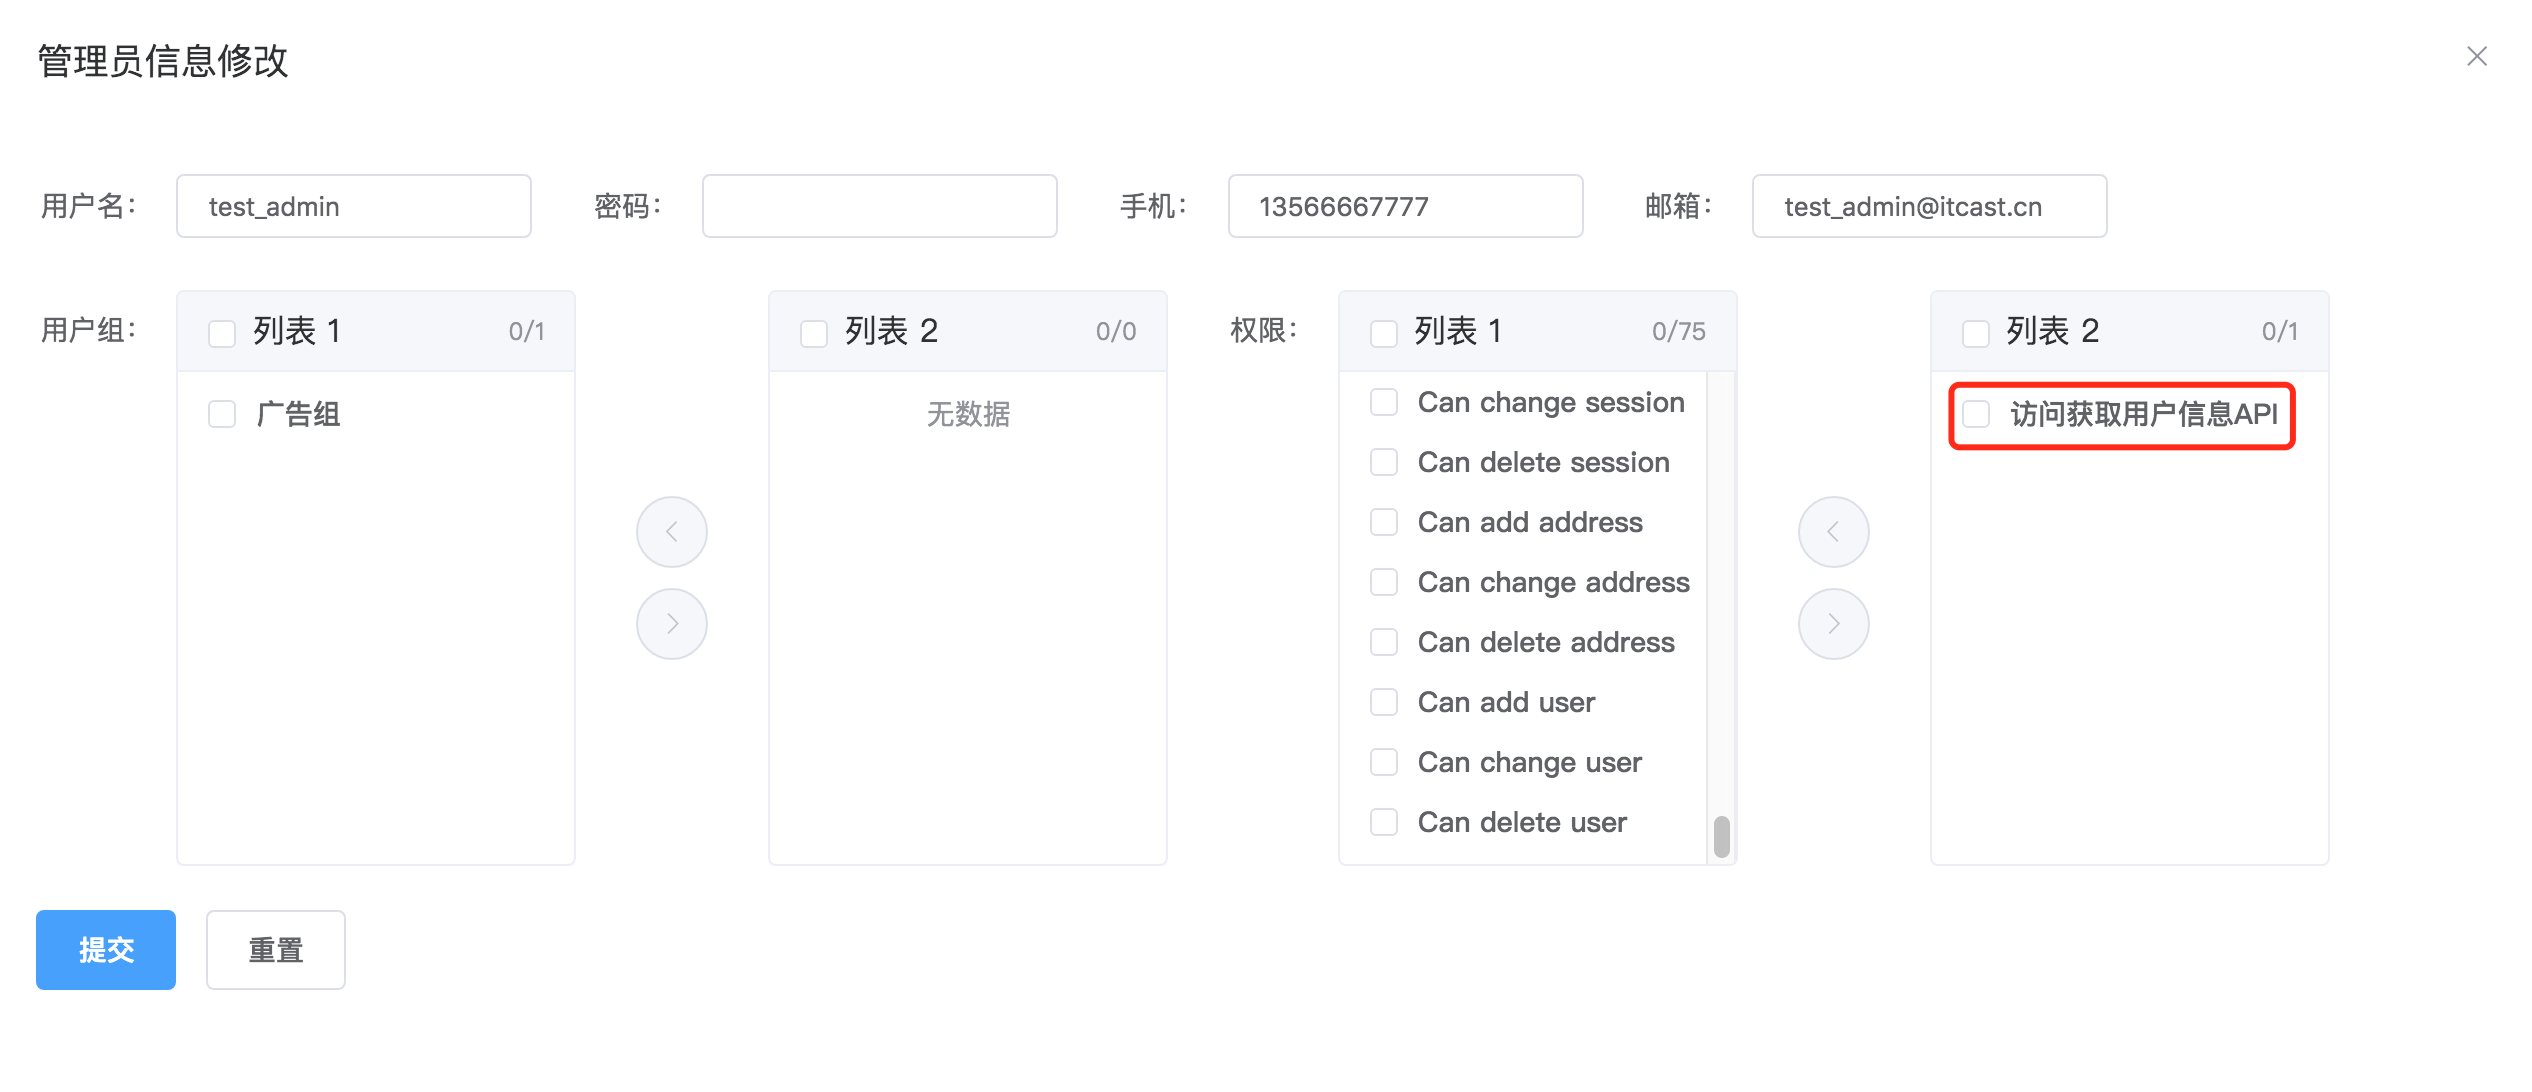 管理员信息修改
用户名： test_admin 密码： 手机： 13566667777 邮箱： test_admin@itcast.cn
用户组： 列表 1 0/1 列表 2 0/0 权限： 列表 1 0/75 列表 2 0/1
广告组
无数据
Can change session
Can delete session
Can add address
Can change address
Can delete address
Can add user
Can change user
Can delete user
访问获取用户信息API
提交 重置